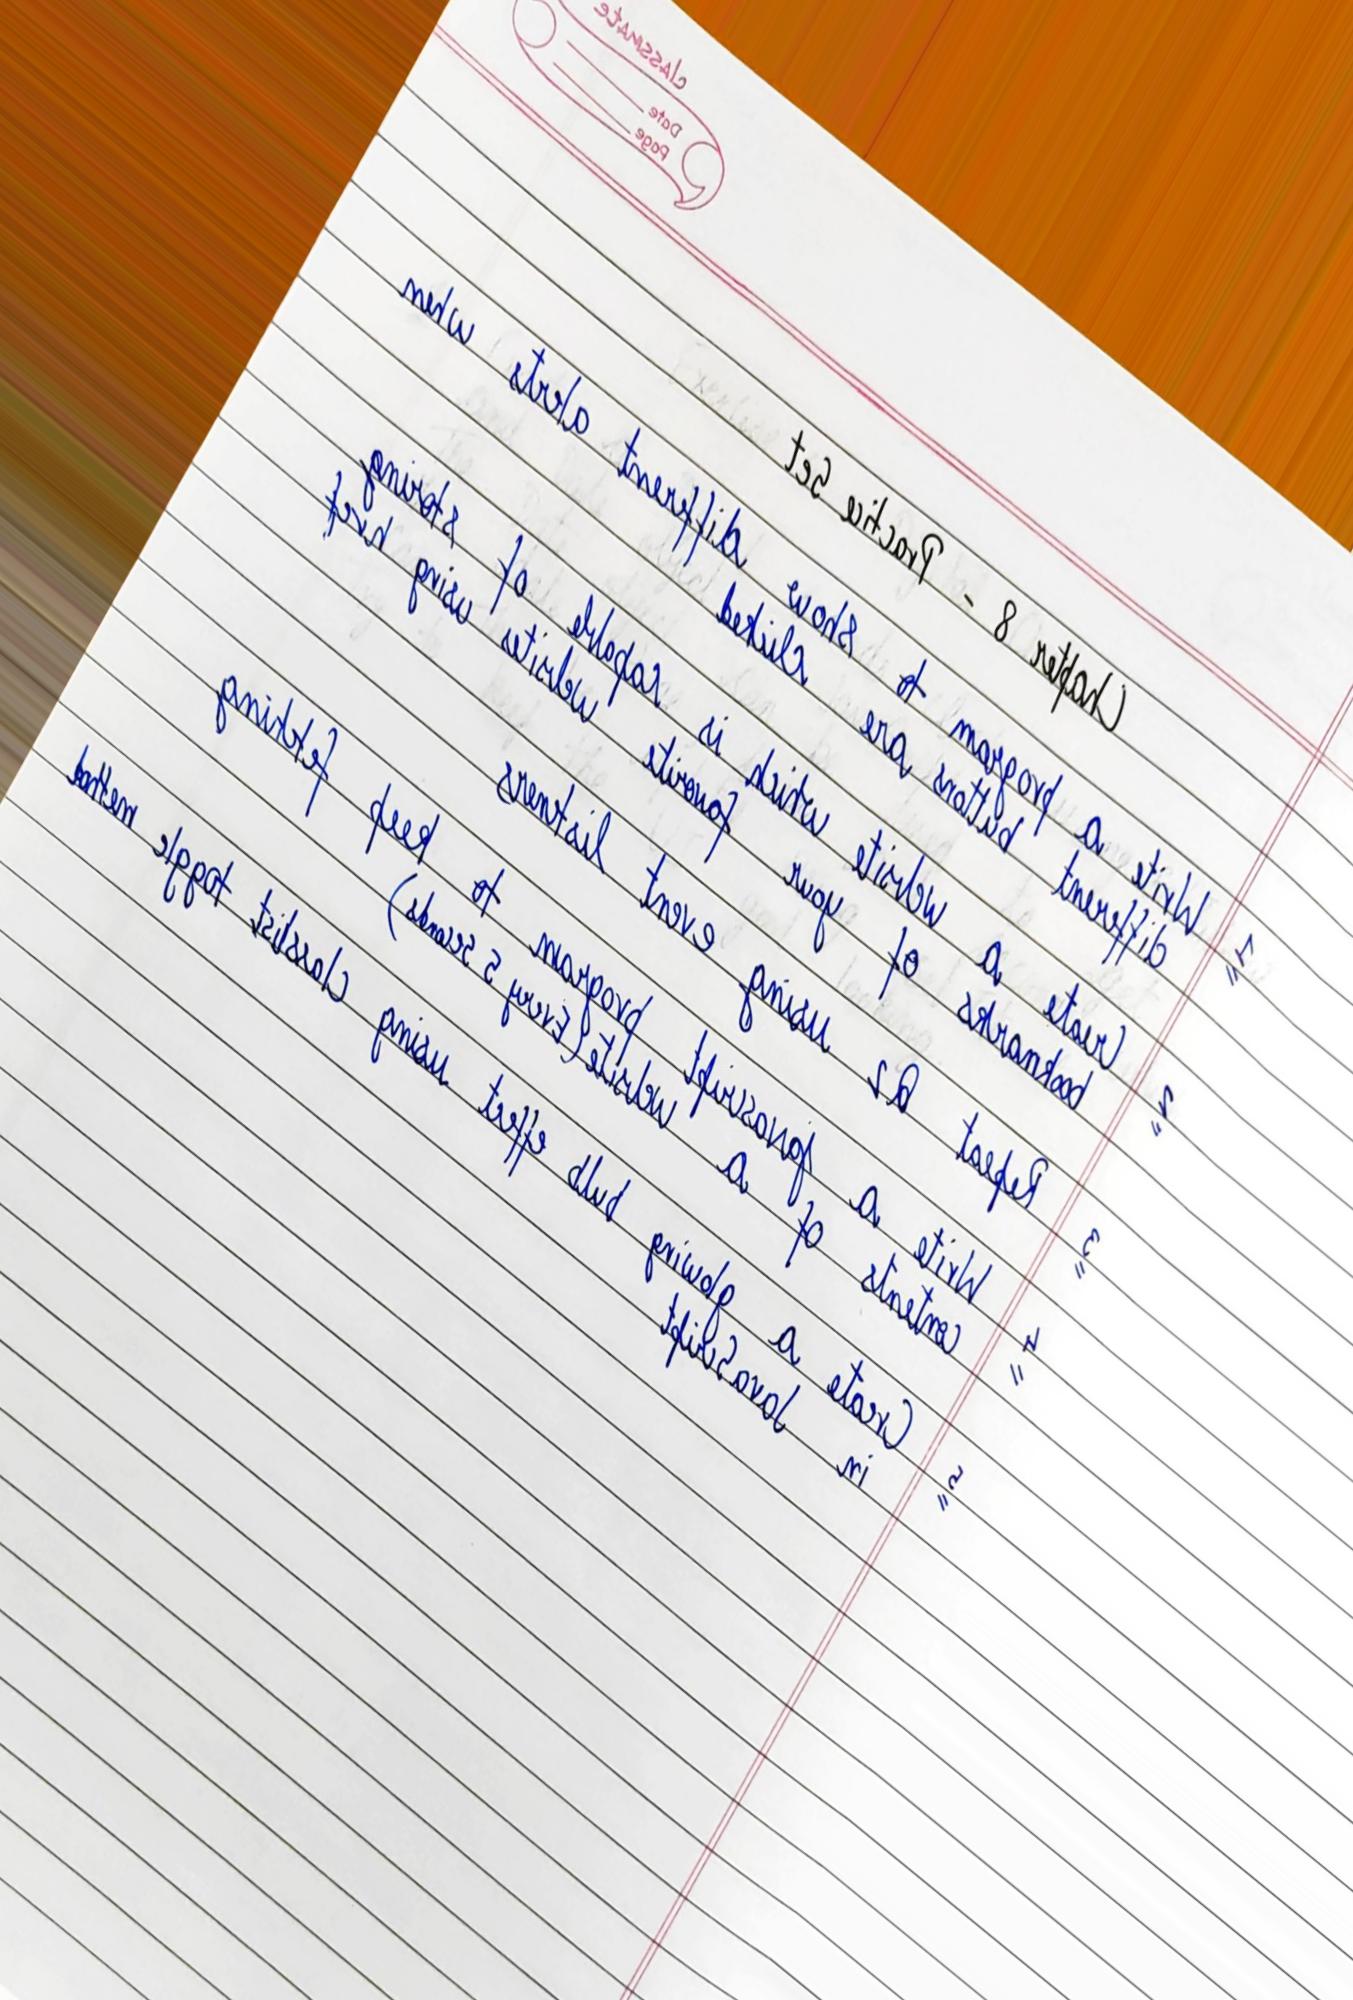 classmate
Date
Page
Chapter 8 - Practice Set
1" Write a program to show different alerts when
different buttons are clicked
2" Create a website which is capable of storing
bookmarks of your favorite websites using href
3" Repeat Q2 using event listners
4" Write a javascript program to keep fetching
contents of a website (Every 5 seconds)
5" Create a glowing bulb effect using classlist toggle method
in JavaScript